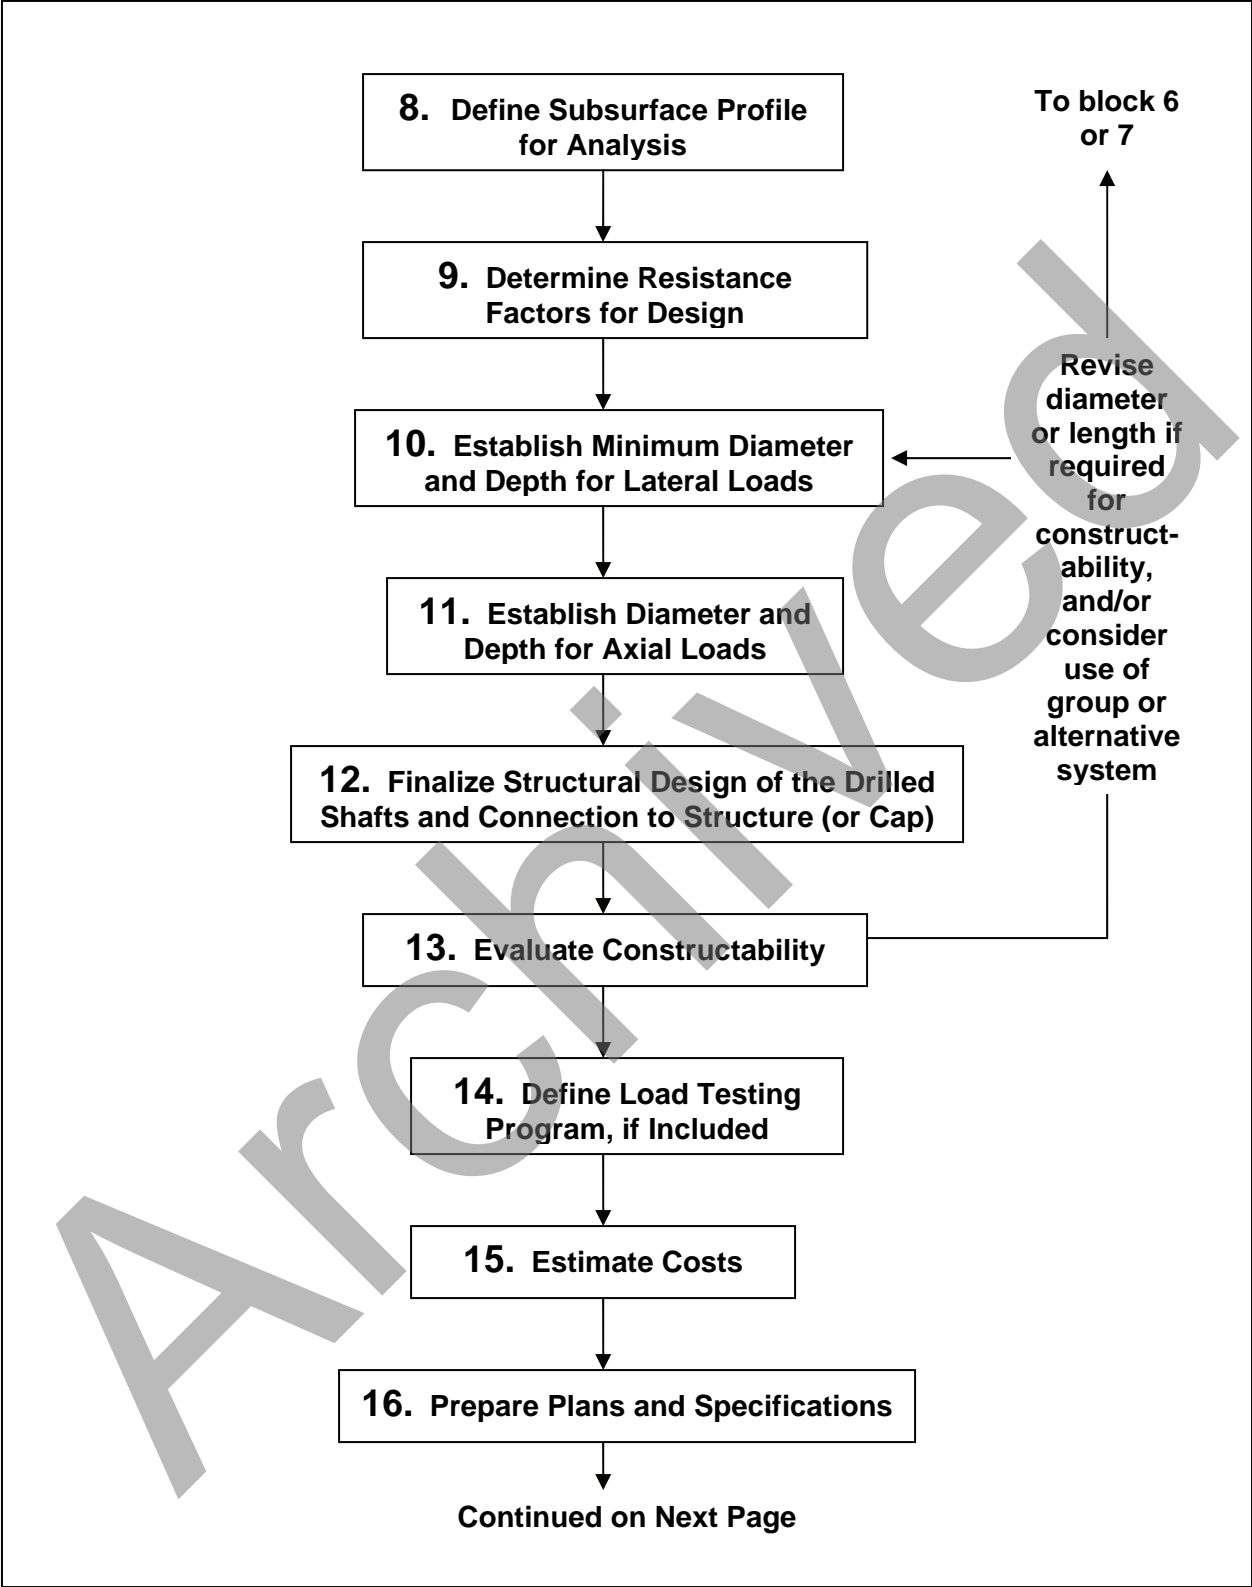 8. Define Subsurface Profile
for Analysis
To block 6
or 7
9. Determine Resistance
Factors for Design
10. Establish Minimum Diameter
and Depth for Lateral Loads
Revise
diameter
or length if
required
for
construct-
ability,
and/or
consider
use of
group or
alternative
system
11. Establish Diameter and
Depth for Axial Loads
12. Finalize Structural Design of the Drilled
Shafts and Connection to Structure (or Cap)
13. Evaluate Constructability
14. Define Load Testing
Program, if Included
15. Estimate Costs
16. Prepare Plans and Specifications
Continued on Next Page
Archived